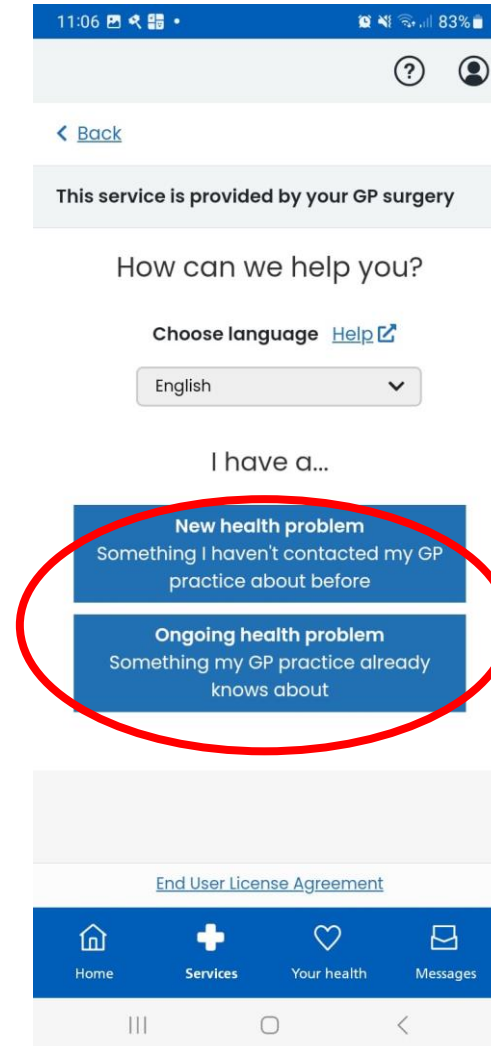 11:06 83%
Back
This service is provided by your GP surgery
How can we help you?
Choose language Help
English
I have a...
New health problem
Something I haven't contacted my GP
practice about before
Ongoing health problem
Something my GP practice already
knows about
End User License Agreement
Home Services Your health Messages